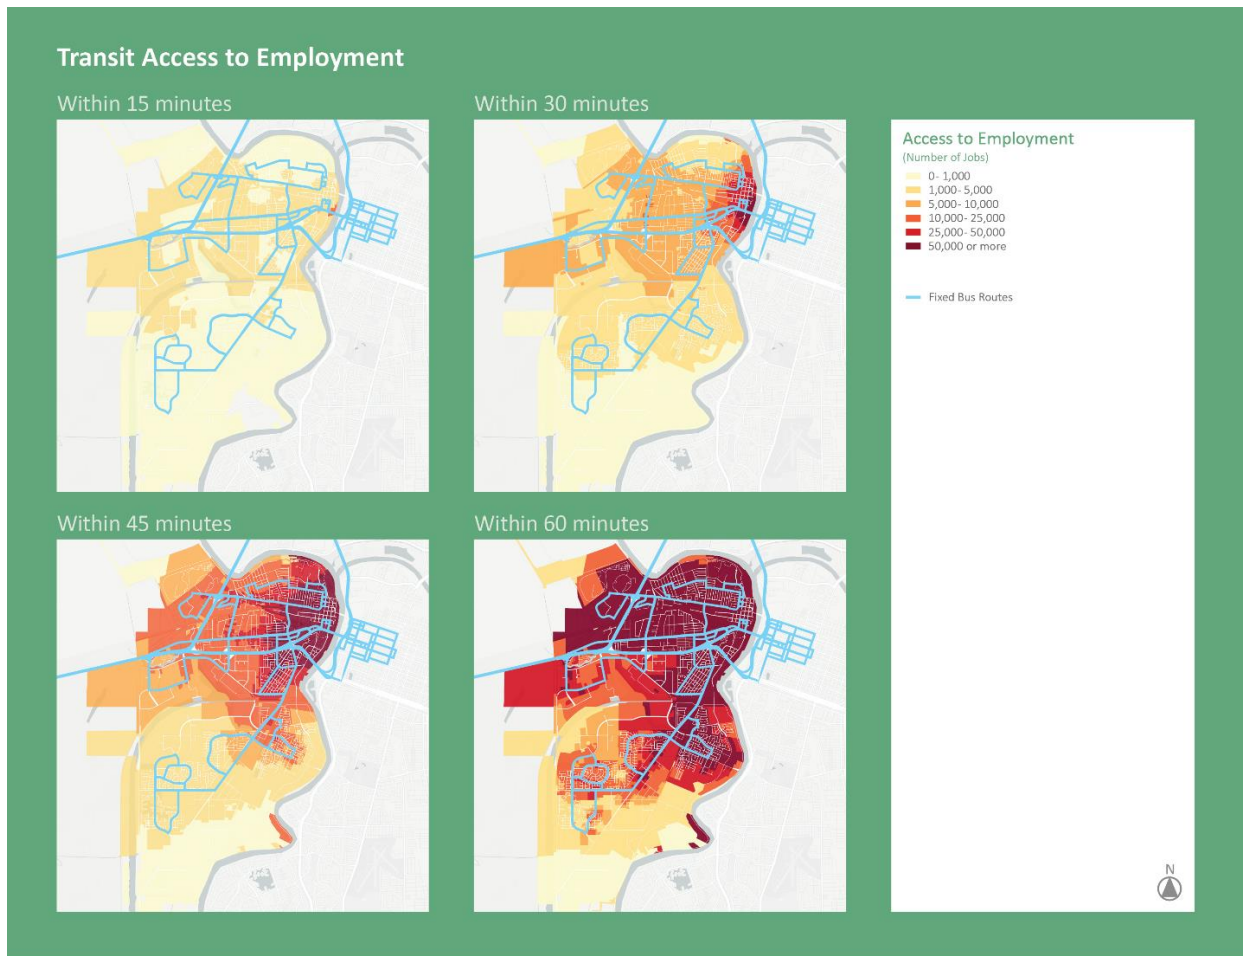 Transit Access to Employment
Within 15 minutes
Within 30 minutes
Access to Employment
(Number of Jobs)
0- 1,000
1,000- 5,000
5,000- 10,000
10,000- 25,000
25,000- 50,000
50,000 or more
Fixed Bus Routes
Within 45 minutes
Within 60 minutes
N